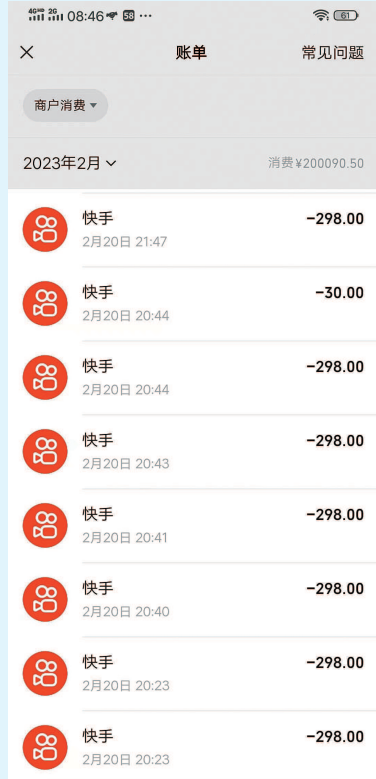 4G HD 2G 08:46 58 ··· 61
账单
常见问题
商户消费
2023年2月
消费¥200090.50
快手
-298.00
2月20日 21:47
快手
-30.00
2月20日 20:44
快手
-298.00
2月20日 20:44
快手
-298.00
2月20日 20:43
快手
-298.00
2月20日 20:41
快手
-298.00
2月20日 20:40
快手
-298.00
2月20日 20:23
快手
-298.00
2月20日 20:23